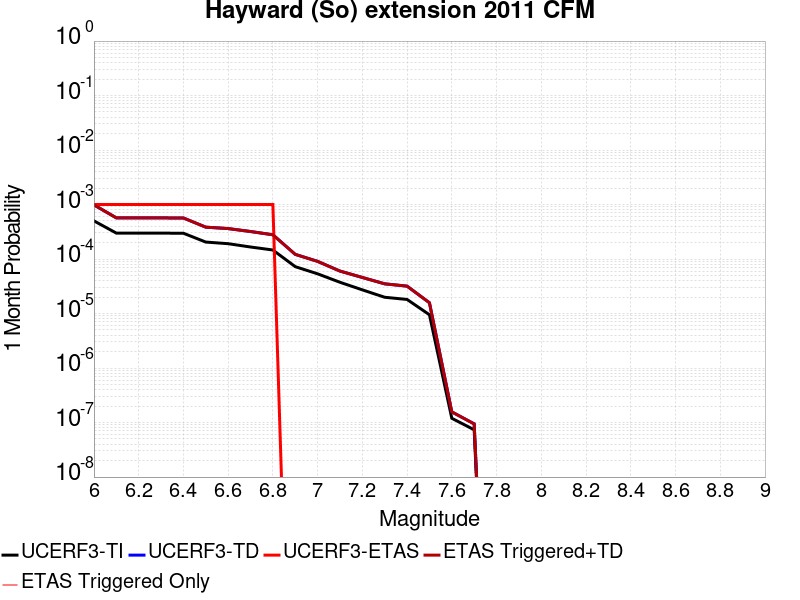 Hayward (So) extension 2011 CFM
10^0
10^-1
10^-2
10^-3
10^-4
10^-5
10^-6
10^-7
10^-8
1 Month Probability
6 6.2 6.4 6.6 6.8 7 7.2 7.4 7.6 7.8 8 8.2 8.4 8.6 8.8 9
Magnitude
UCERF3-TI UCERF3-TD UCERF3-ETAS ETAS Triggered+TD
ETAS Triggered Only